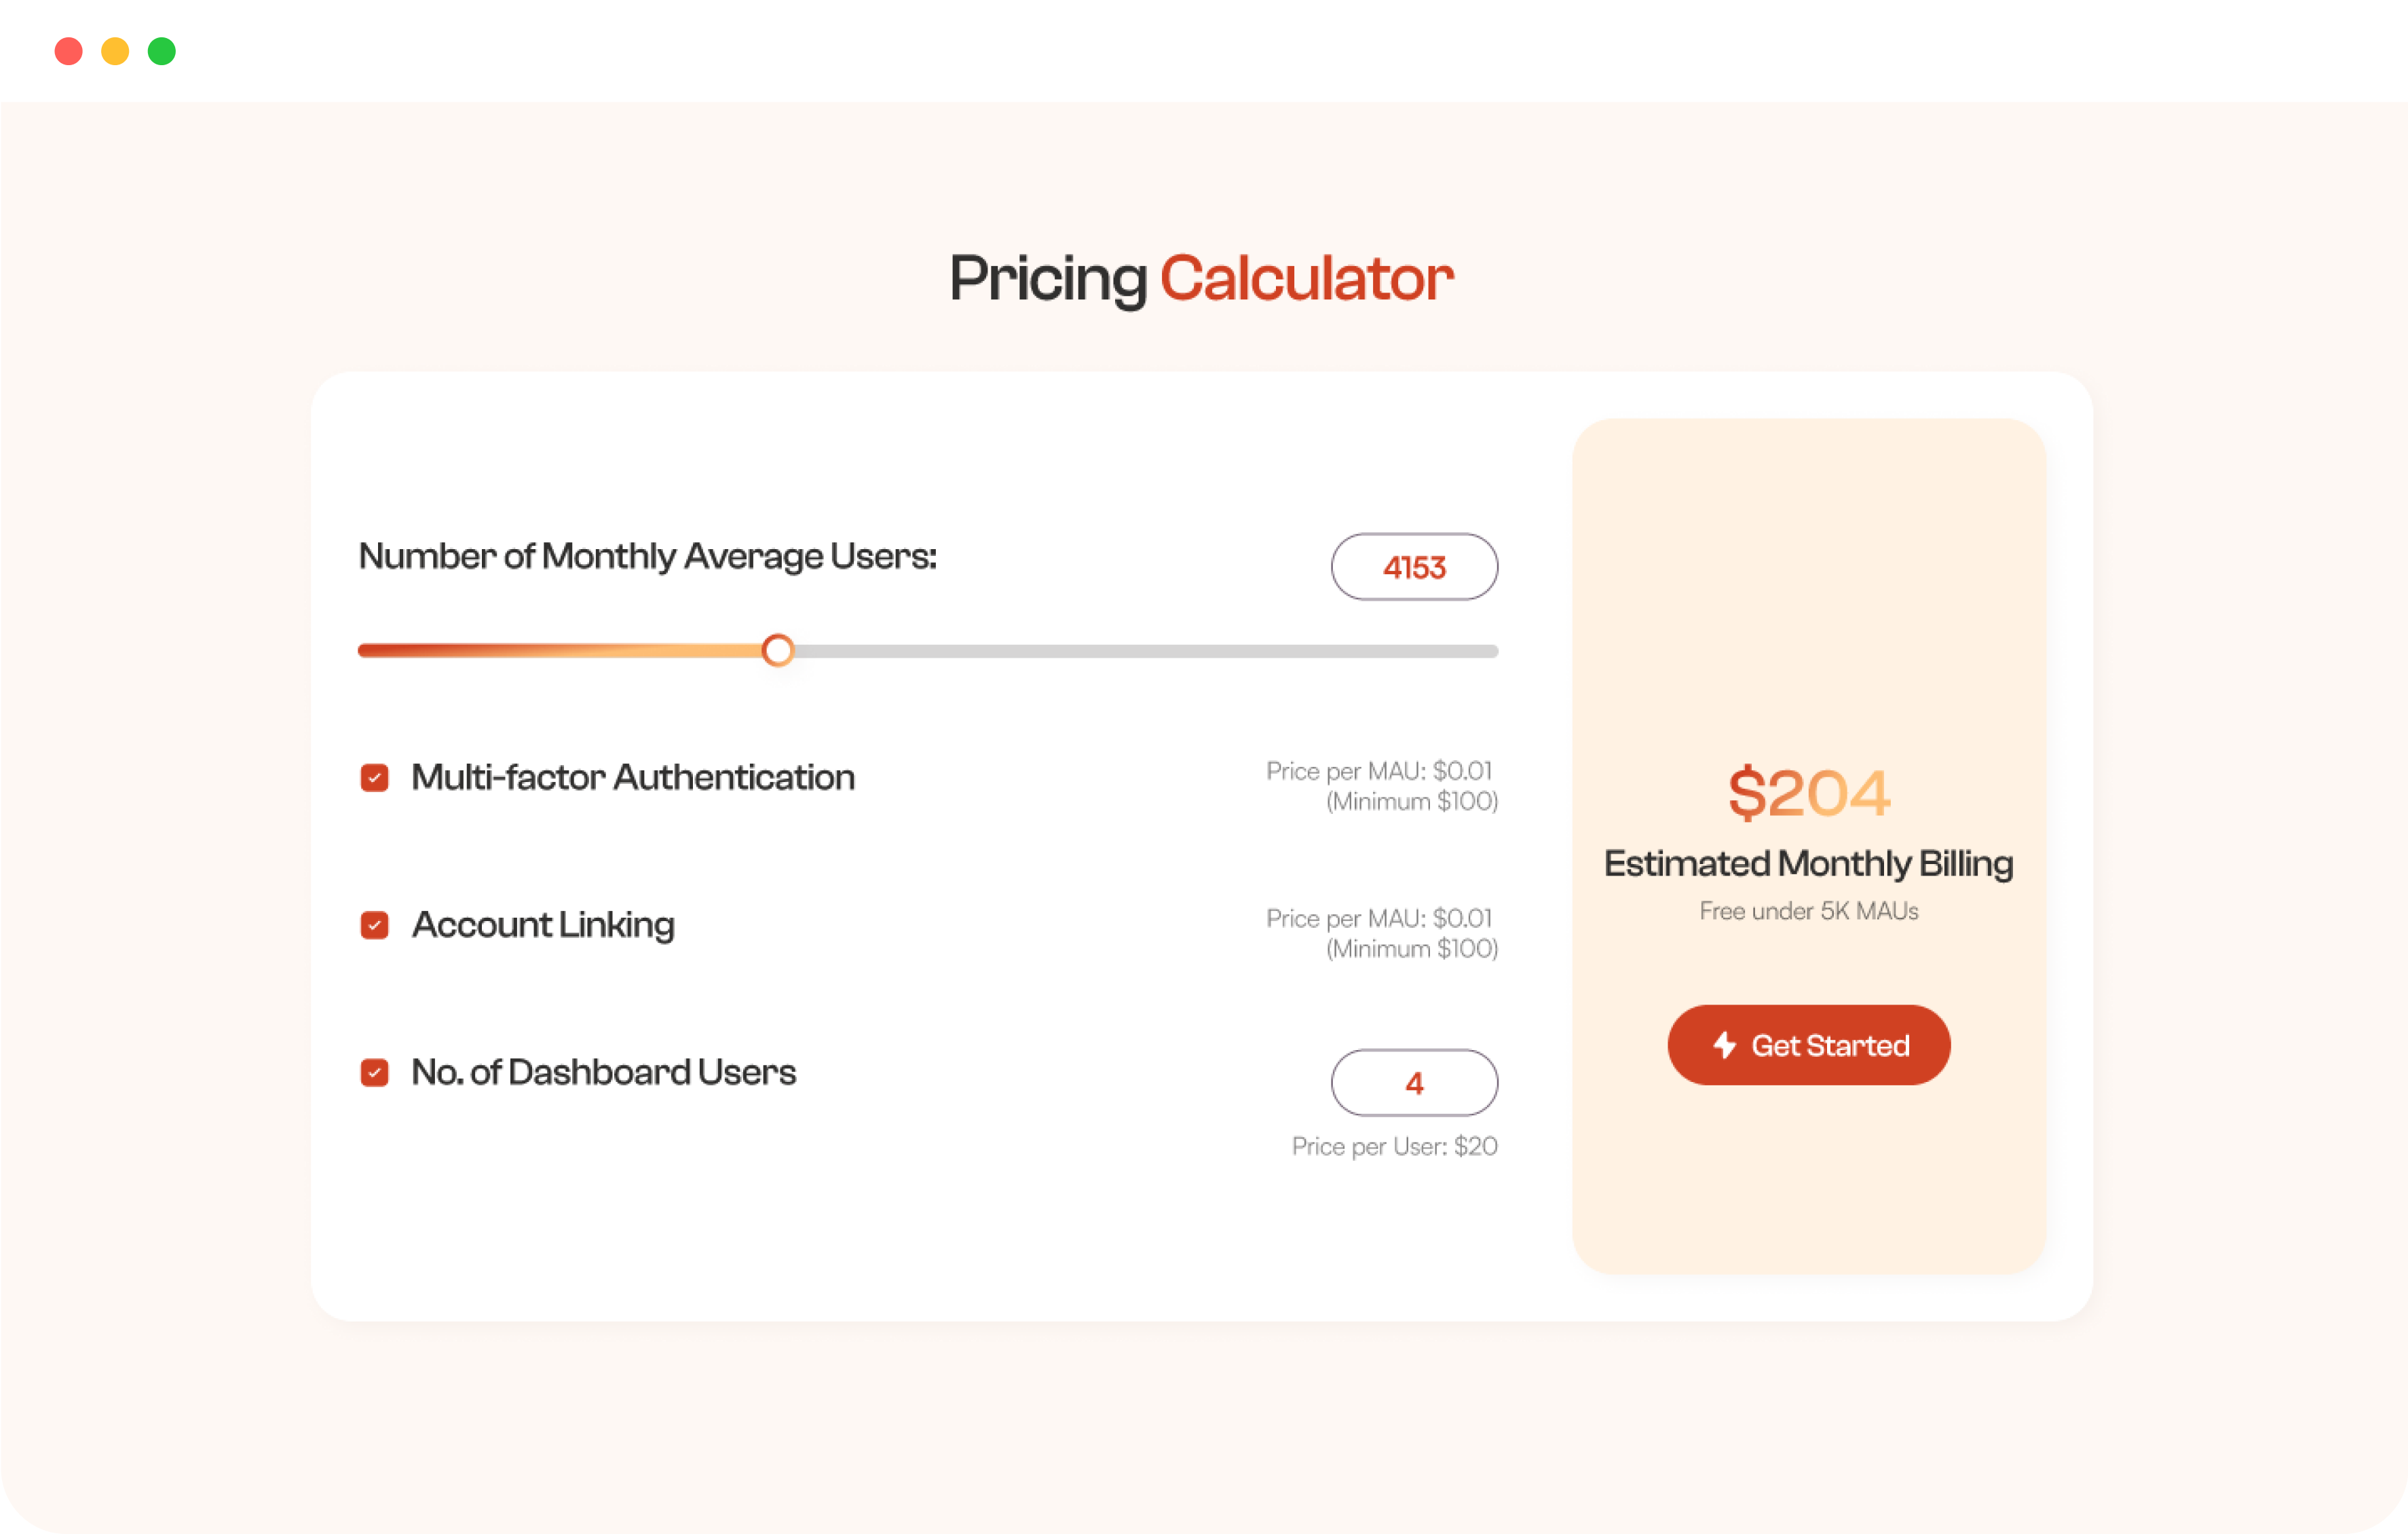 Pricing Calculator
Number of Monthly Average Users:
4153
Multi-factor Authentication
Price per MAU: $0.01
(Minimum $100)
Account Linking
Price per MAU: $0.01
(Minimum $100)
No. of Dashboard Users
4
Price per User: $20
$204
Estimated Monthly Billing
Free under 5K MAUs
Get Started